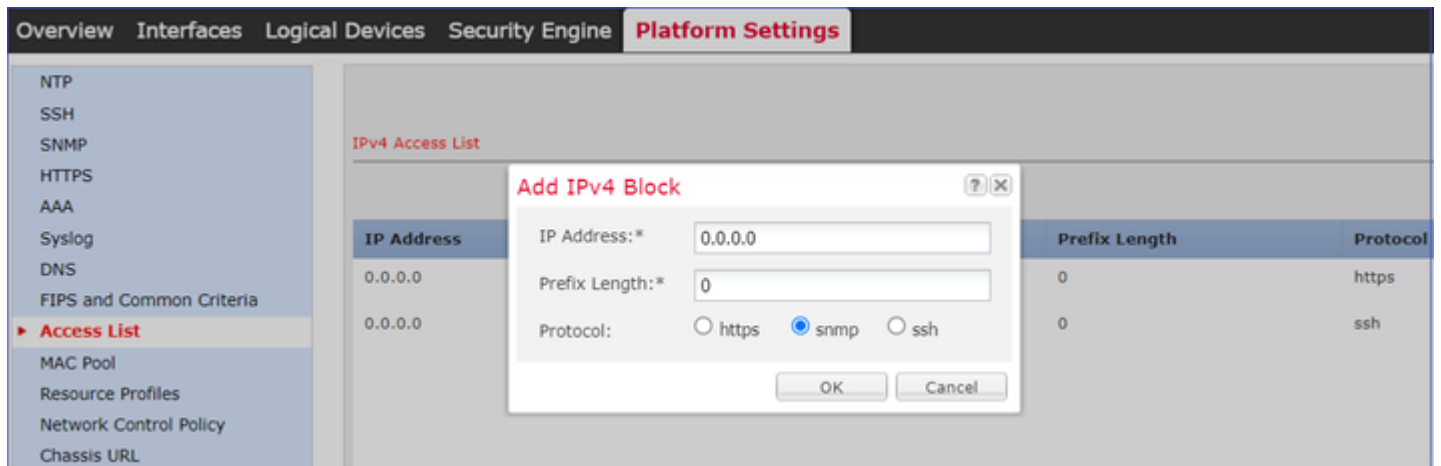 Overview Interfaces Logical Devices Security Engine Platform Settings
NTP
SSH
SNMP
HTTPS
AAA
Syslog
DNS
FIPS and Common Criteria
Access List
MAC Pool
Resource Profiles
Network Control Policy
Chassis URL
IPv4 Access List
IP Address Prefix Length Protocol
0.0.0.0 0 https
0.0.0.0 0 ssh
Add IPv4 Block ?
IP Address:* 0.0.0.0
Prefix Length:* 0
Protocol: https snmp ssh
OK Cancel